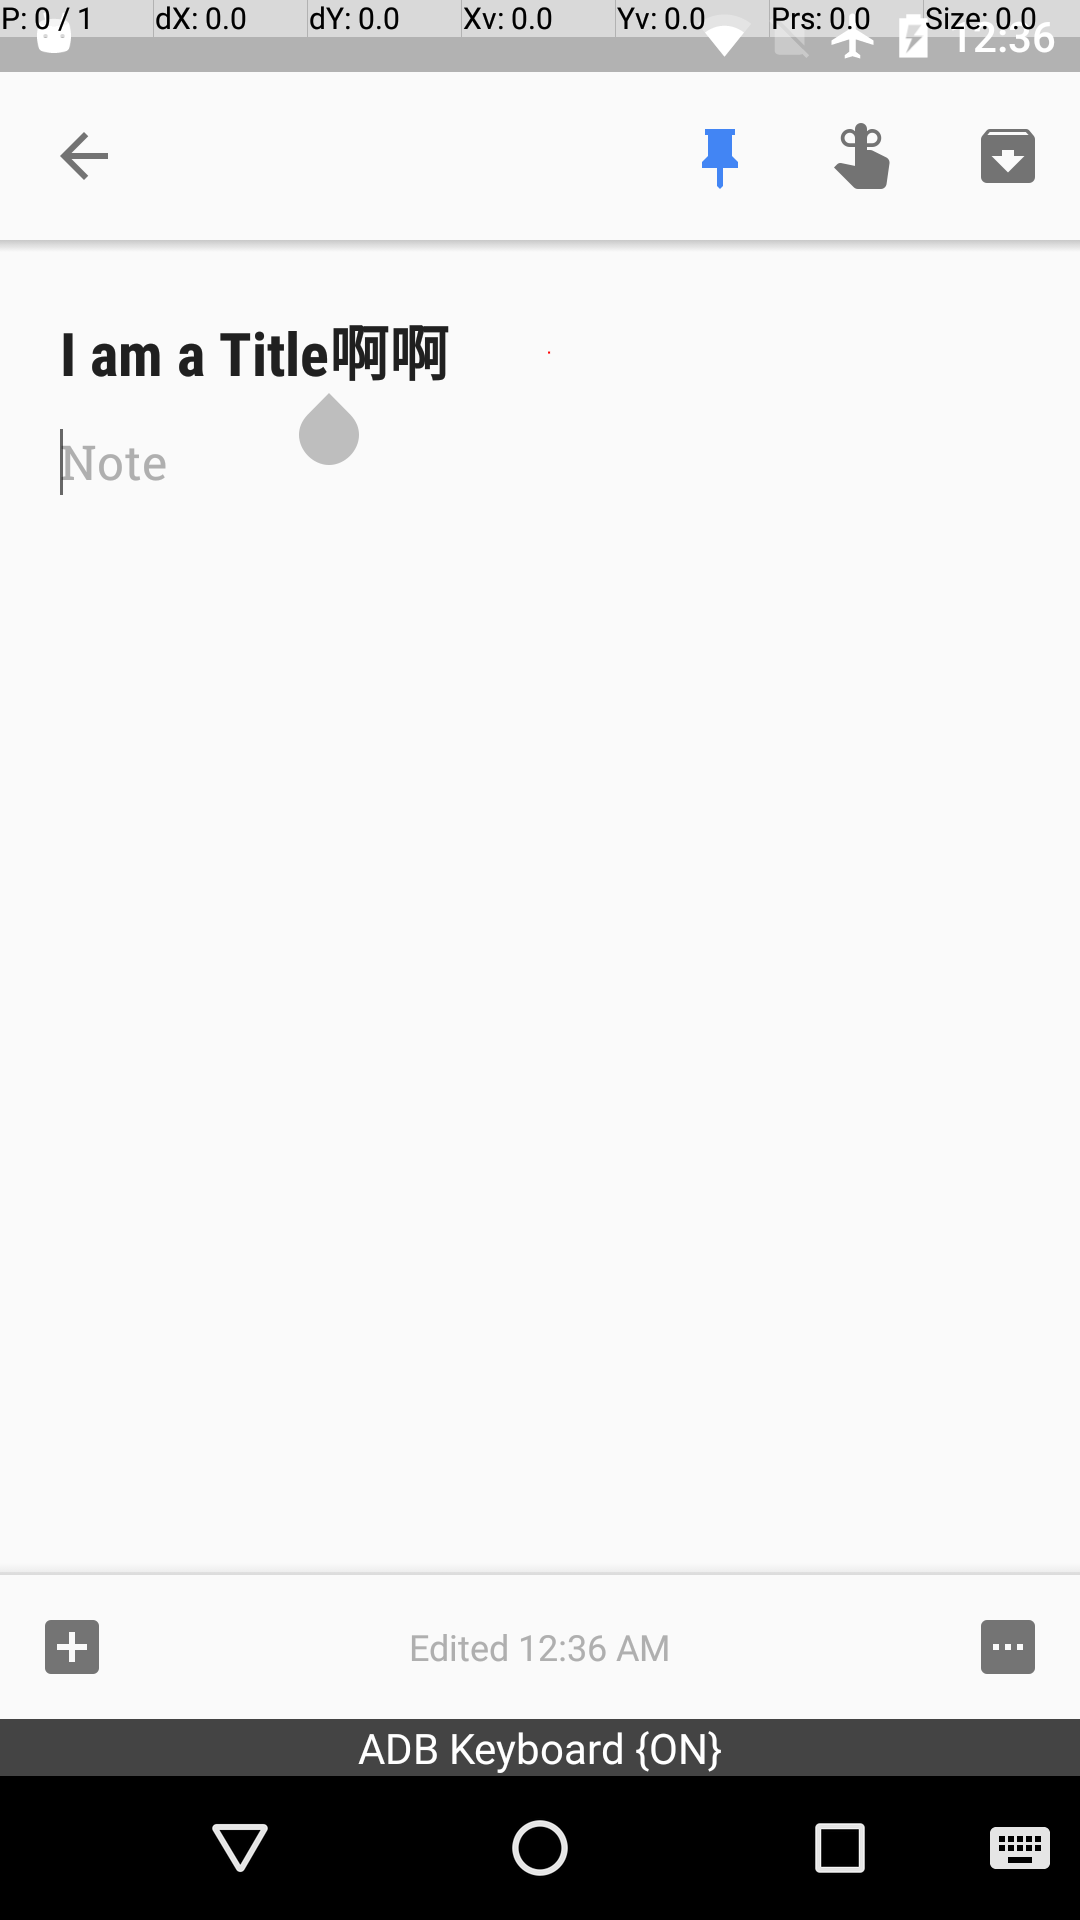 P: 0 / 1 dX: 0.0 dY: 0.0 Xv: 0.0 Yv: 0.0 Prs: 0.0 Size: 0.0
12:36
I am a Title啊啊
Note
Edited 12:36 AM
ADB Keyboard {ON}